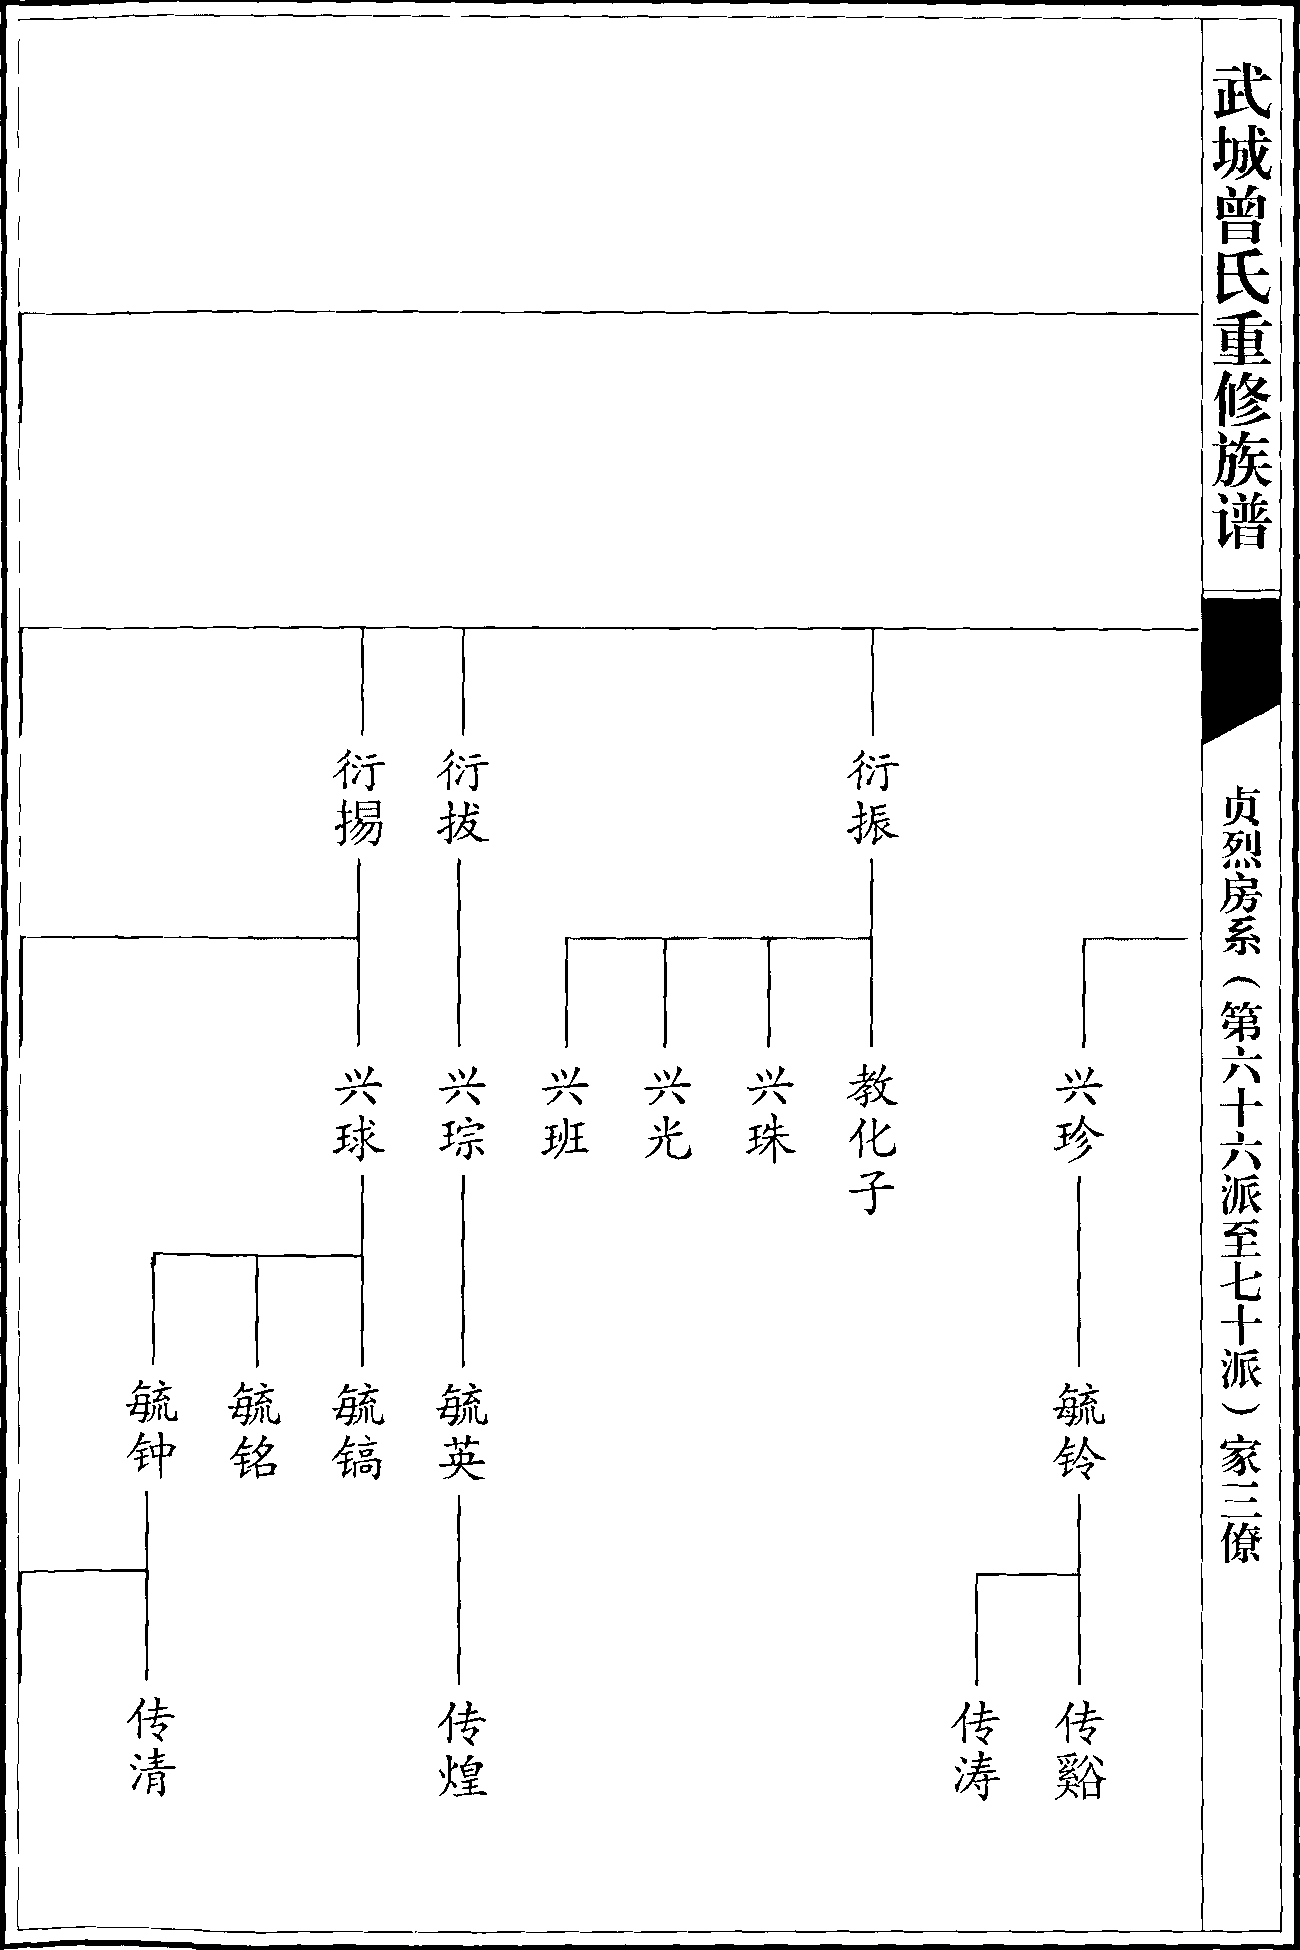 武城曾氏重修族谱
贞烈房系（第六十六派至七十派）家三僚
衍振
衍拔
衍掦
兴珍
教化子
兴珠
兴光
兴班
兴琮
兴球
毓铃
毓英
毓镐
毓铭
毓钟
传谿
传涛
传煌
传清